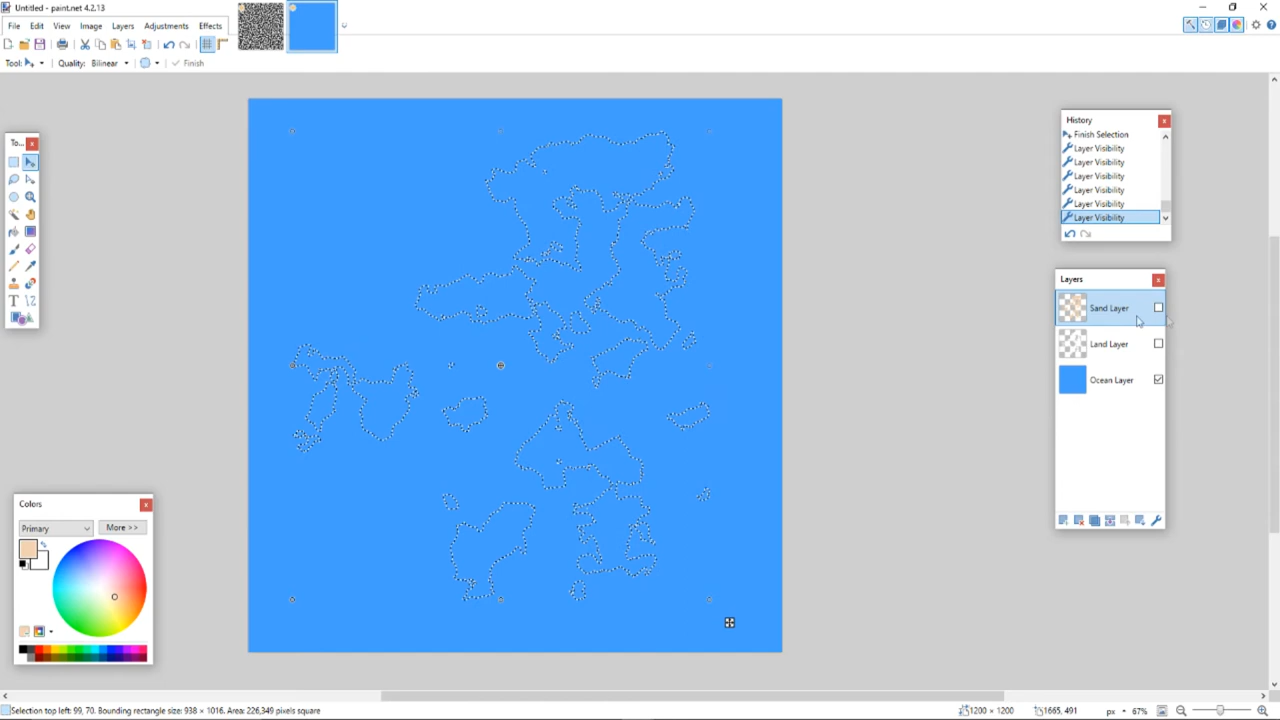 Untitled - paint.net 4.2.13
File Edit View Image Layers Adjustments Effects
Tool: Quality: Bilinear Finish
To...
History
Finish Selection
Layer Visibility
Layer Visibility
Layer Visibility
Layer Visibility
Layer Visibility
Layer Visibility
Layers
Sand Layer
Land Layer
Ocean Layer
Colors
Primary More >>
Selection top left: 99, 70. Bounding rectangle size: 938 × 1016. Area: 226,349 pixels square 1200 × 1200 1665, 491 px 67%